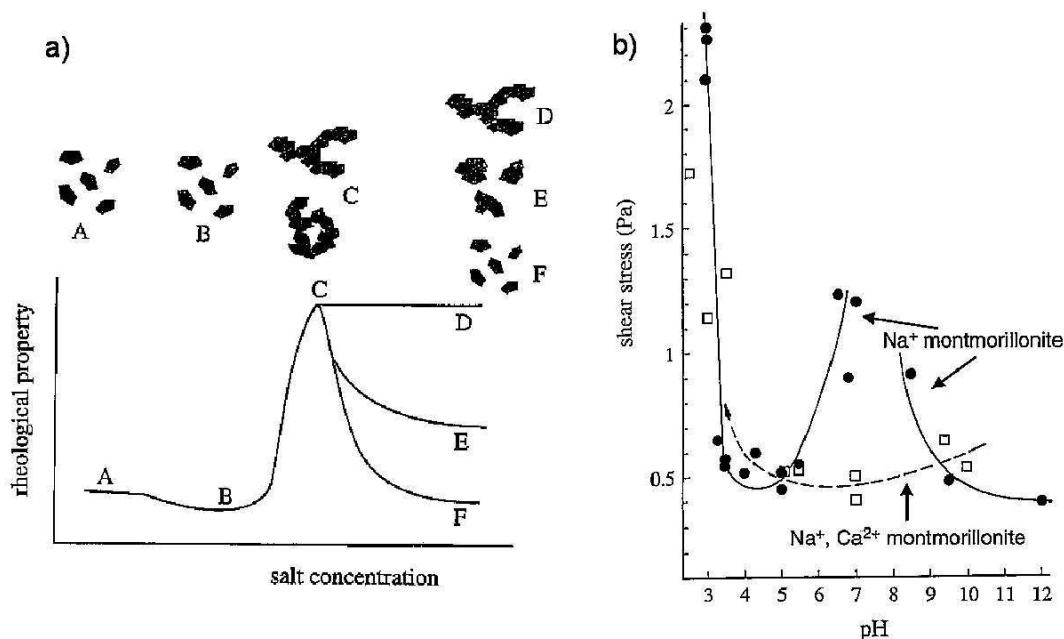 a)
A
B
C
D
E
F
C
D
E
F
A
B
rheological property
salt concentration
b)
shear stress (Pa)
2
1.5
1
0.5
Na⁺ montmorillonite
Na⁺, Ca²⁺ montmorillonite
3 4 5 6 7 8 9 10 11 12
pH